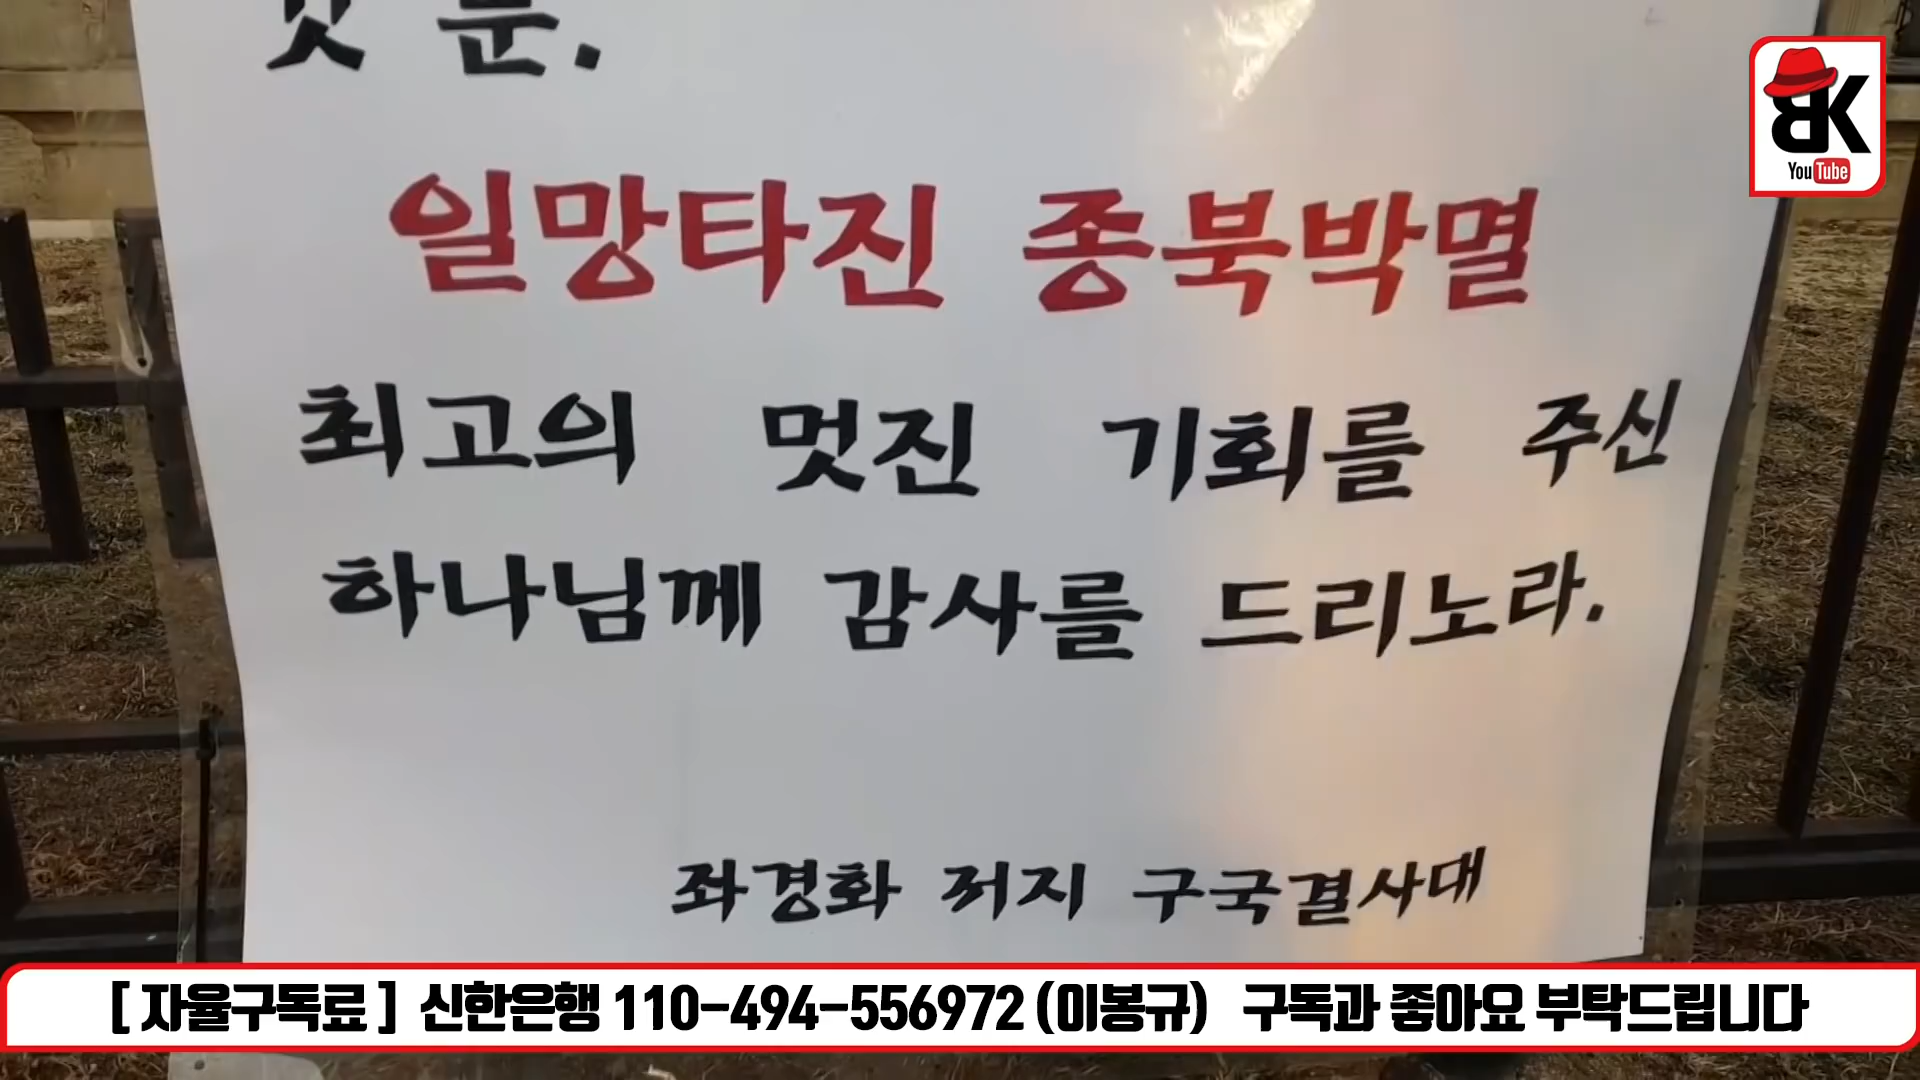 문.
일망타진 종북박멸
최고의 멋진 기회를 주신
하나님께 감사를 드리노라.
좌경화 저지 구국결사대
BK
YouTube
[ 자율구독료 ] 신한은행 110-494-556972 (이봉규) 구독과 좋아요 부탁드립니다